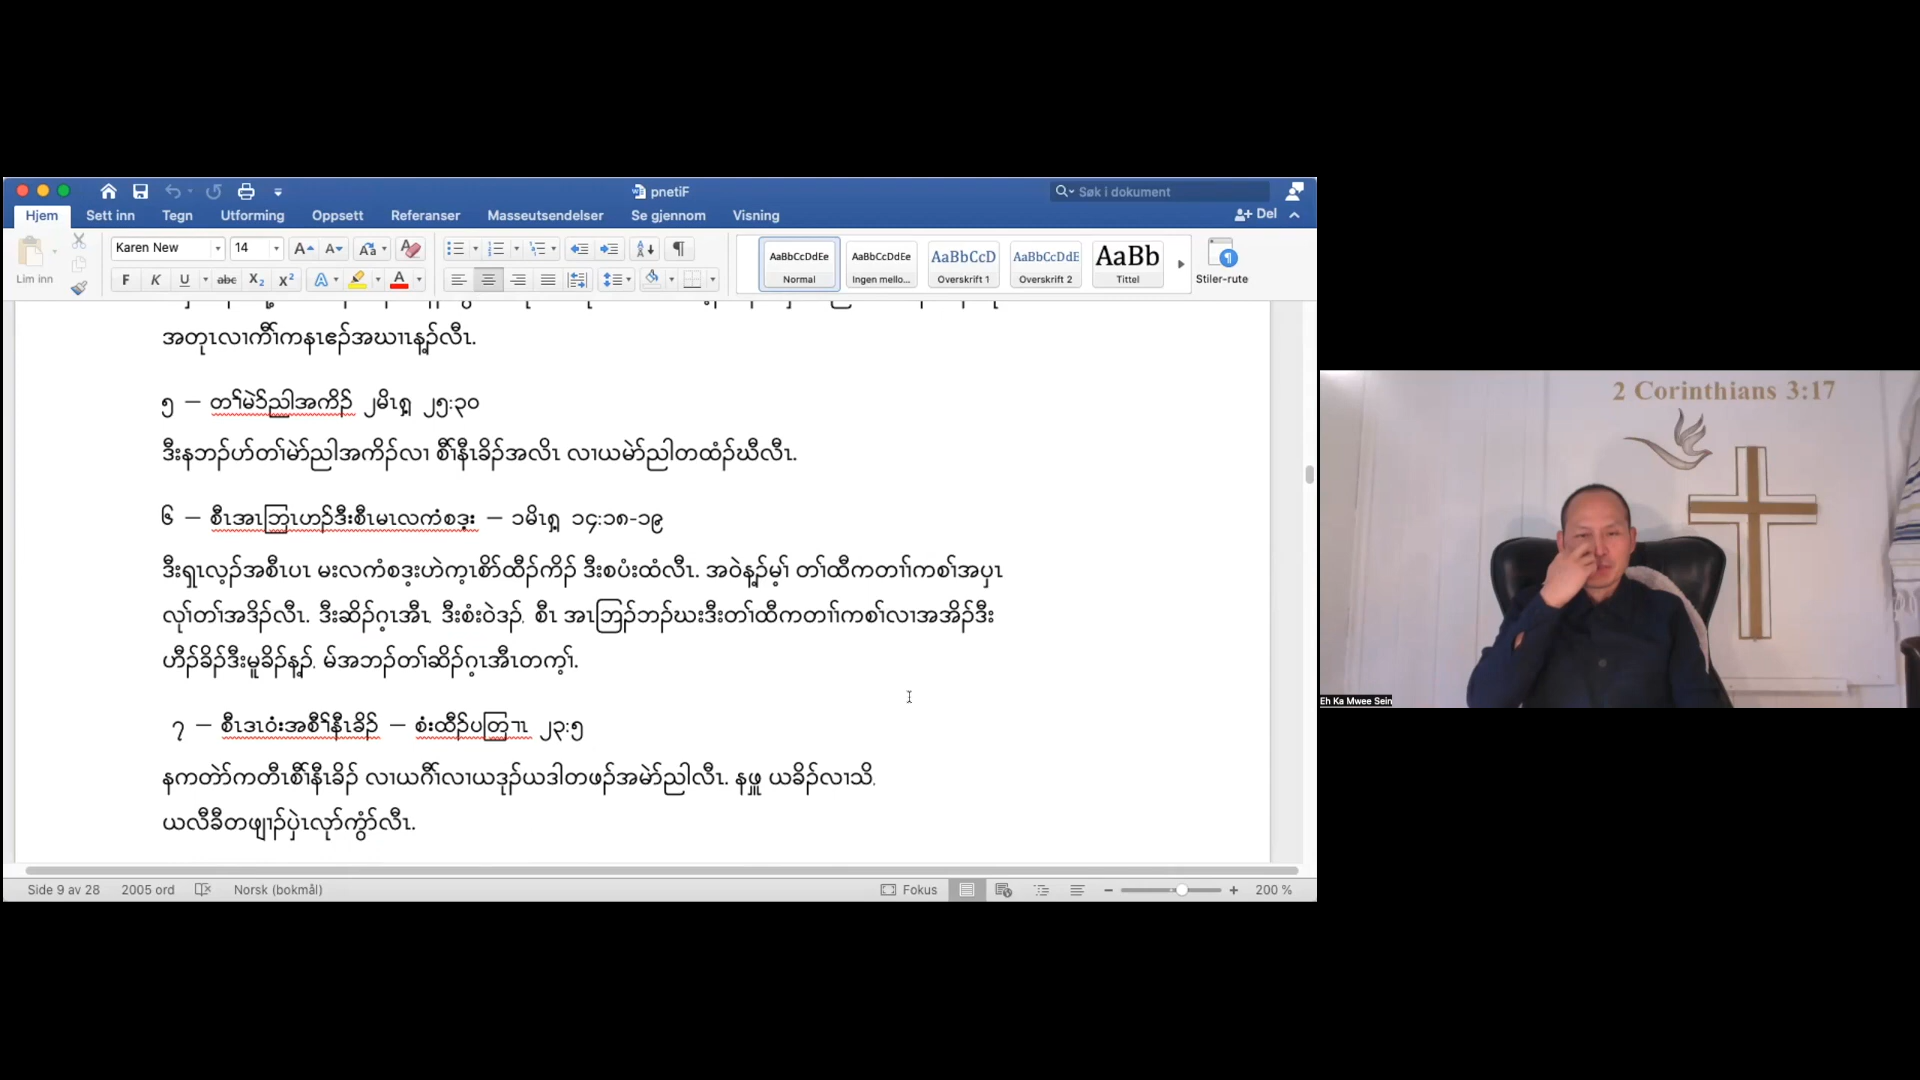 pnetiF
Søk i dokument
Hjem Sett inn Tegn Utforming Oppsett Referanser Masseutsendelser Se gjennom Visning Del
Karen New 14
Lim inn
AaBbCcDdEe AaBbCcDdEe AaBbCcD AaBbCcDdE AaBb
Normal Ingen mello... Overskrift 1 Overskrift 2 Tittel Stiler-rute
အတုၤလၢကီၢ်ကနၤဧၣ်အဃၢၤန့ၣ်လီၤ.
၅ – တၢ်မဲာ်ညါအကိၣ် ၂မိၤရှ့ ၂၅:၃၀
ဒီးနဘၣ်ဟ်တၢ်မဲာ်ညါအကိၣ်လၢ စီၢ်နီၤခိၣ်အလိၤ လၢယမဲာ်ညါတထံၣ်ဃီလီၤ.
၆ – စီၤအၤဘြၤဟၣ်ဒီးစီၤမၤလကံစဒ့း – ၁မိၤရှ့ ၁၄:၁၈-၁၉
ဒီးရှၤလ့ၣ်အစီၤပၤ မးလကံစဒ့းဟဲက့ၤစိာ်ထီၣ်ကိၣ် ဒီးစပံးထံလီၤ. အဝဲန့ၣ်မ့ၢ် တၢ်ထီကတၢၢ်ကစၢ်အပှၤ
လုၢ်တၢ်အဒိၣ်လီၤ. ဒီးဆိၣ်ဂ့ၤအီၤ, ဒီးစံးဝဲဒၣ်, စီၤ အၤဘြၣ်ဘၣ်ဃးဒီးတၢ်ထီကတၢၢ်ကစၢ်လၢအအိၣ်ဒီး
ဟီၣ်ခိၣ်ဒီးမူခိၣ်န့ၣ်, မ်အဘၣ်တၢ်ဆိၣ်ဂ့ၤအီၤတက့ၢ်.
၇ – စီၤဒၤဝံးအစီၢ်နီၤခိၣ် – စံးထီၣ်ပတြၢၤ ၂၃:၅
နကတဲာ်ကတီၤစီၢ်နီၤခိၣ် လၢယဂီၢ်လၢယဒုၣ်ယဒါတဖၣ်အမဲာ်ညါလီၤ. နဖှူ ယခိၣ်လၢသိ,
ယလီခီတဖျၢၣ်ပှဲၤလုာ်ကွံာ်လီၤ.
Side 9 av 28 2005 ord Norsk (bokmål) Fokus 200 %
2 Corinthians 3:17
Eh Ka Mwee Sein